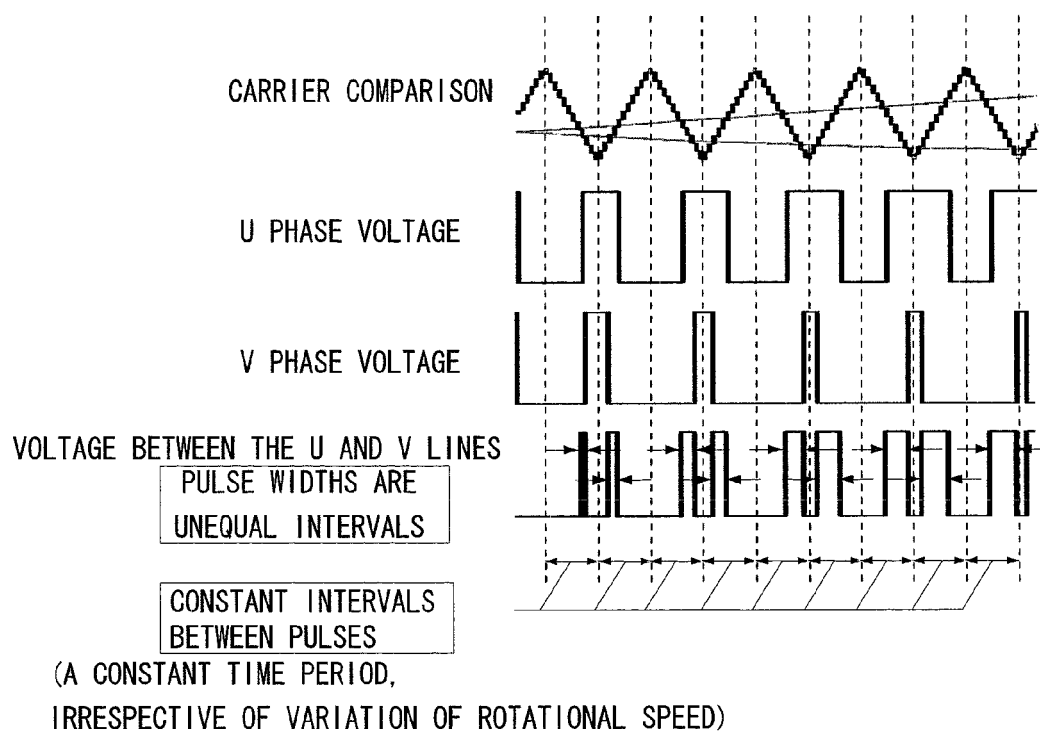 CARRIER COMPARISON
U PHASE VOLTAGE
V PHASE VOLTAGE
VOLTAGE BETWEEN THE U AND V LINES
PULSE WIDTHS ARE
UNEQUAL INTERVALS
CONSTANT INTERVALS
BETWEEN PULSES
(A CONSTANT TIME PERIOD,
IRRESPECTIVE OF VARIATION OF ROTATIONAL SPEED)